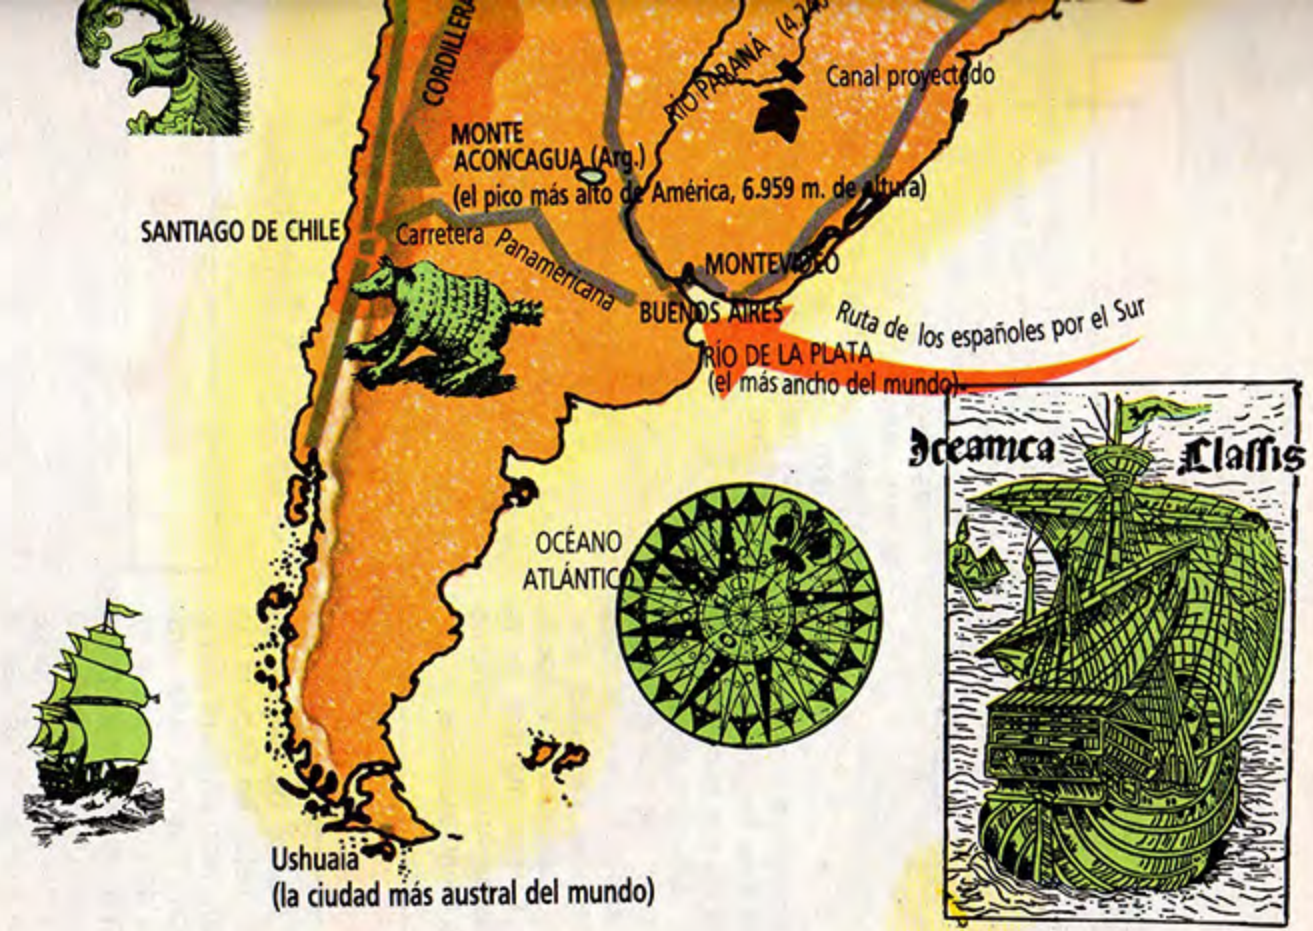 CORDILLERA
RÍO PARANÁ (4.240
Canal proyectado
MONTE
ACONCAGUA (Arg.)
(el pico más alto de América, 6.959 m. de altura)
SANTIAGO DE CHILE
Carretera Panamericana
MONTEVIDEO
BUENOS AIRES
Ruta de los españoles por el Sur
RÍO DE LA PLATA
(el más ancho del mundo)
Oceanica Classis
OCÉANO
ATLÁNTICO
Ushuaia
(la ciudad más austral del mundo)